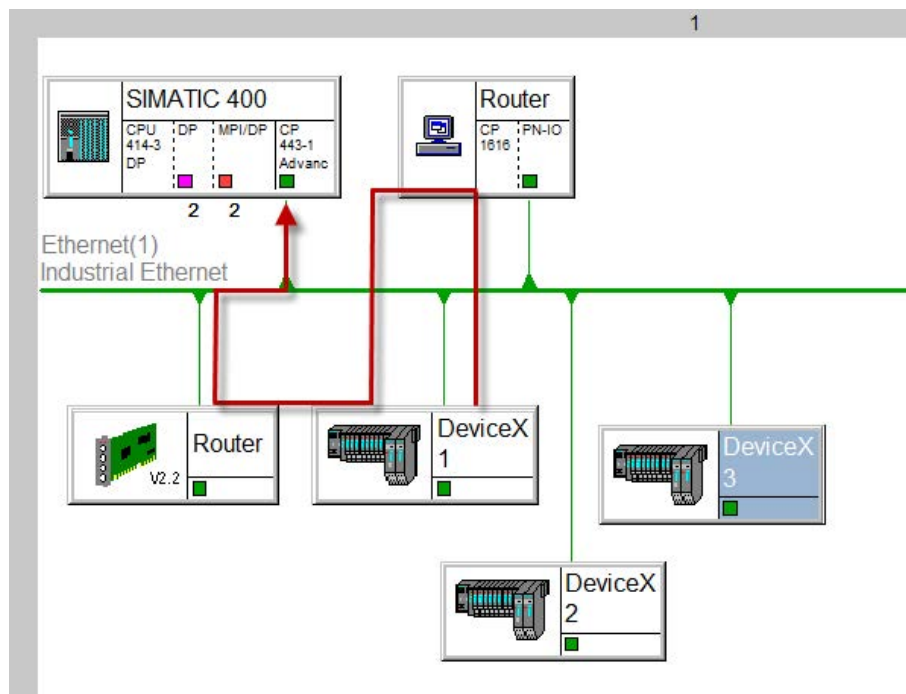 1
SIMATIC 400
CPU
414-3
DP
DP
MPI/DP
CP
443-1
Advanc
2
2
Router
CP
1616
PN-IO
Ethernet(1)
Industrial Ethernet
V2.2
Router
DeviceX
1
DeviceX
3
DeviceX
2